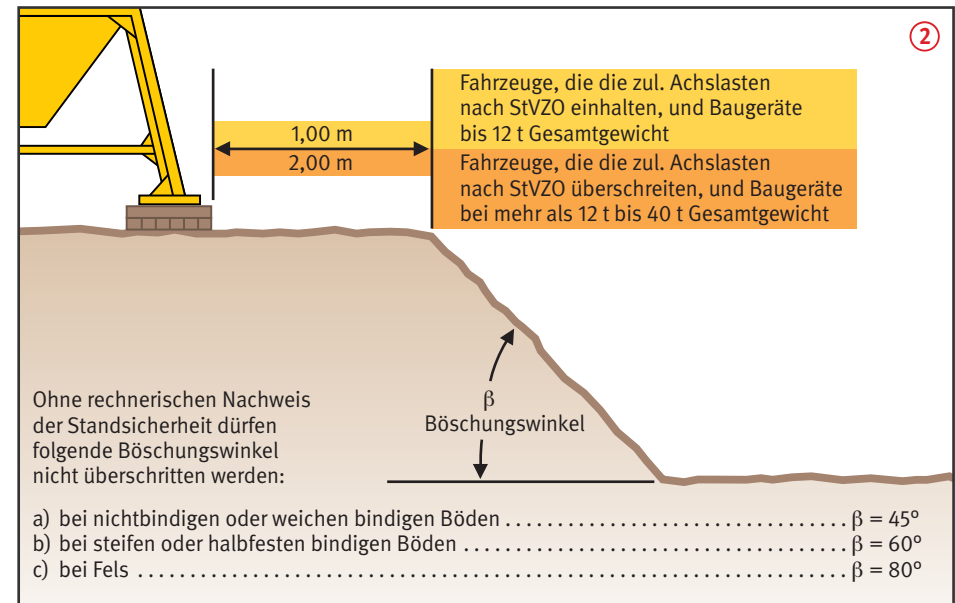 2
Fahrzeuge, die die zul. Achslasten
nach StVZO einhalten, und Baugeräte
bis 12 t Gesamtgewicht
1,00 m
2,00 m
Fahrzeuge, die die zul. Achslasten
nach StVZO überschreiten, und Baugeräte
bei mehr als 12 t bis 40 t Gesamtgewicht
β
Böschungswinkel
Ohne rechnerischen Nachweis
der Standsicherheit dürfen
folgende Böschungswinkel
nicht überschritten werden:
a) bei nichtbindigen oder weichen bindigen Böden ........................................ β = 45°
b) bei steifen oder halbfesten bindigen Böden ............................................. β = 60°
c) bei Fels ................................................................................... β = 80°